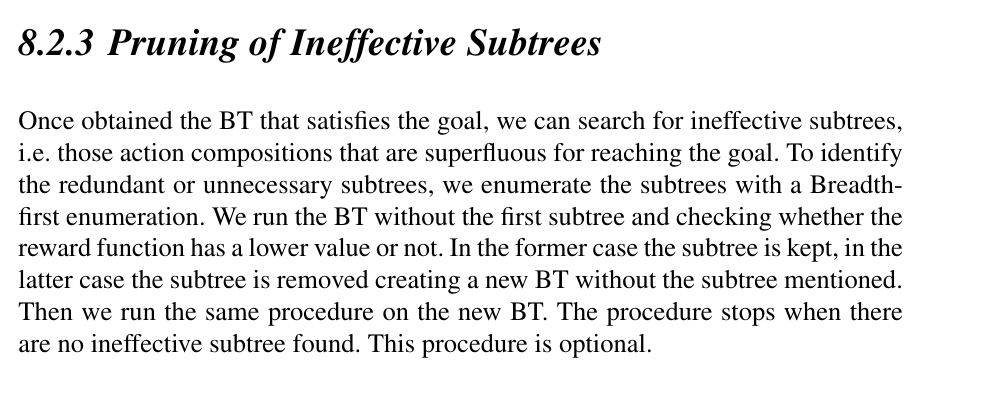 8.2.3 Pruning of Ineffective Subtrees
Once obtained the BT that satisfies the goal, we can search for ineffective subtrees,
i.e. those action compositions that are superfluous for reaching the goal. To identify
the redundant or unnecessary subtrees, we enumerate the subtrees with a Breadth-
first enumeration. We run the BT without the first subtree and checking whether the
reward function has a lower value or not. In the former case the subtree is kept, in the
latter case the subtree is removed creating a new BT without the subtree mentioned.
Then we run the same procedure on the new BT. The procedure stops when there
are no ineffective subtree found. This procedure is optional.